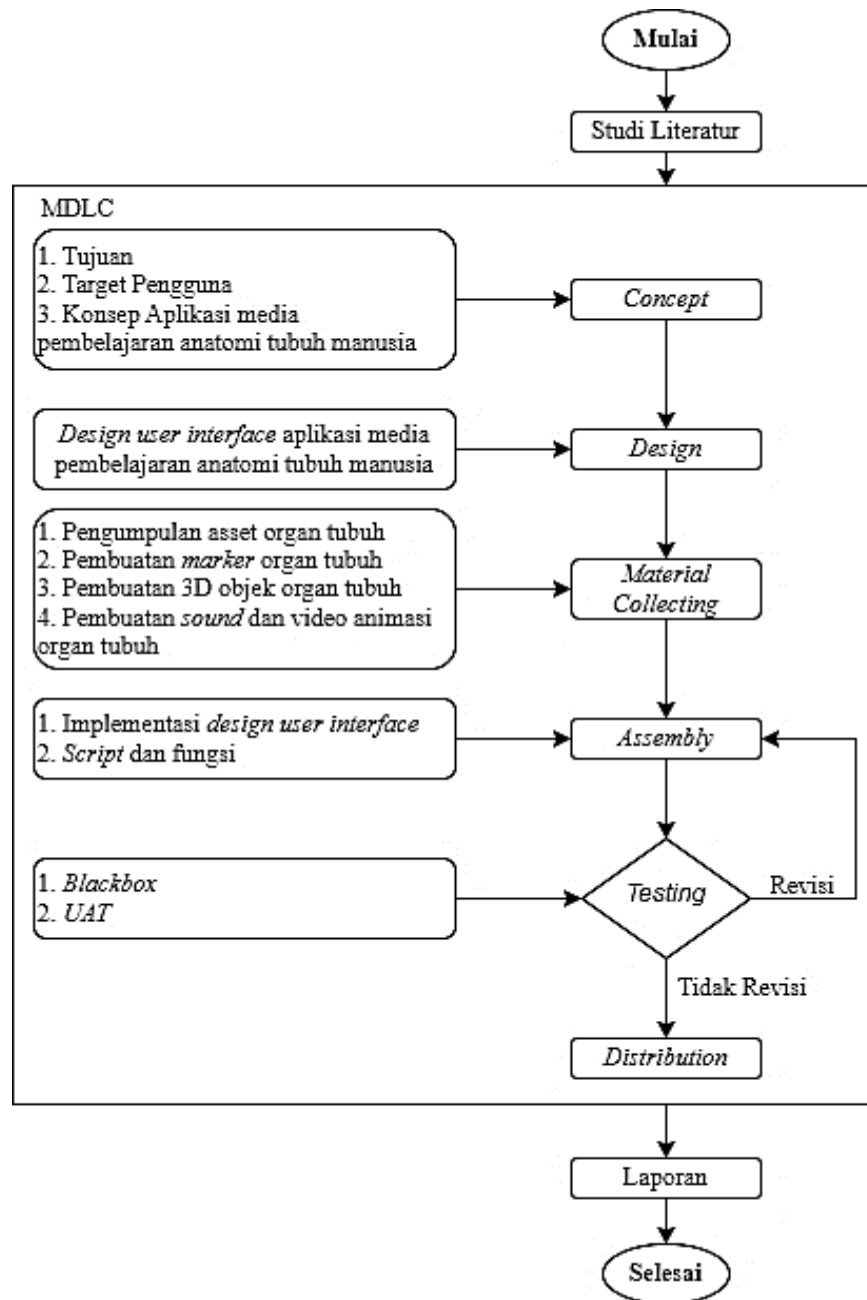 Mulai
Studi Literatur
MDLC
1. Tujuan
2. Target Pengguna
3. Konsep Aplikasi media
pembelajaran anatomi tubuh manusia
Concept
Design user interface aplikasi media
pembelajaran anatomi tubuh manusia
Design
1. Pengumpulan asset organ tubuh
2. Pembuatan marker organ tubuh
3. Pembuatan 3D objek organ tubuh
4. Pembuatan sound dan video animasi
organ tubuh
Material
Collecting
1. Implementasi design user interface
2. Script dan fungsi
Assembly
1. Blackbox
2. UAT
Testing
Revisi
Tidak Revisi
Distribution
Laporan
Selesai